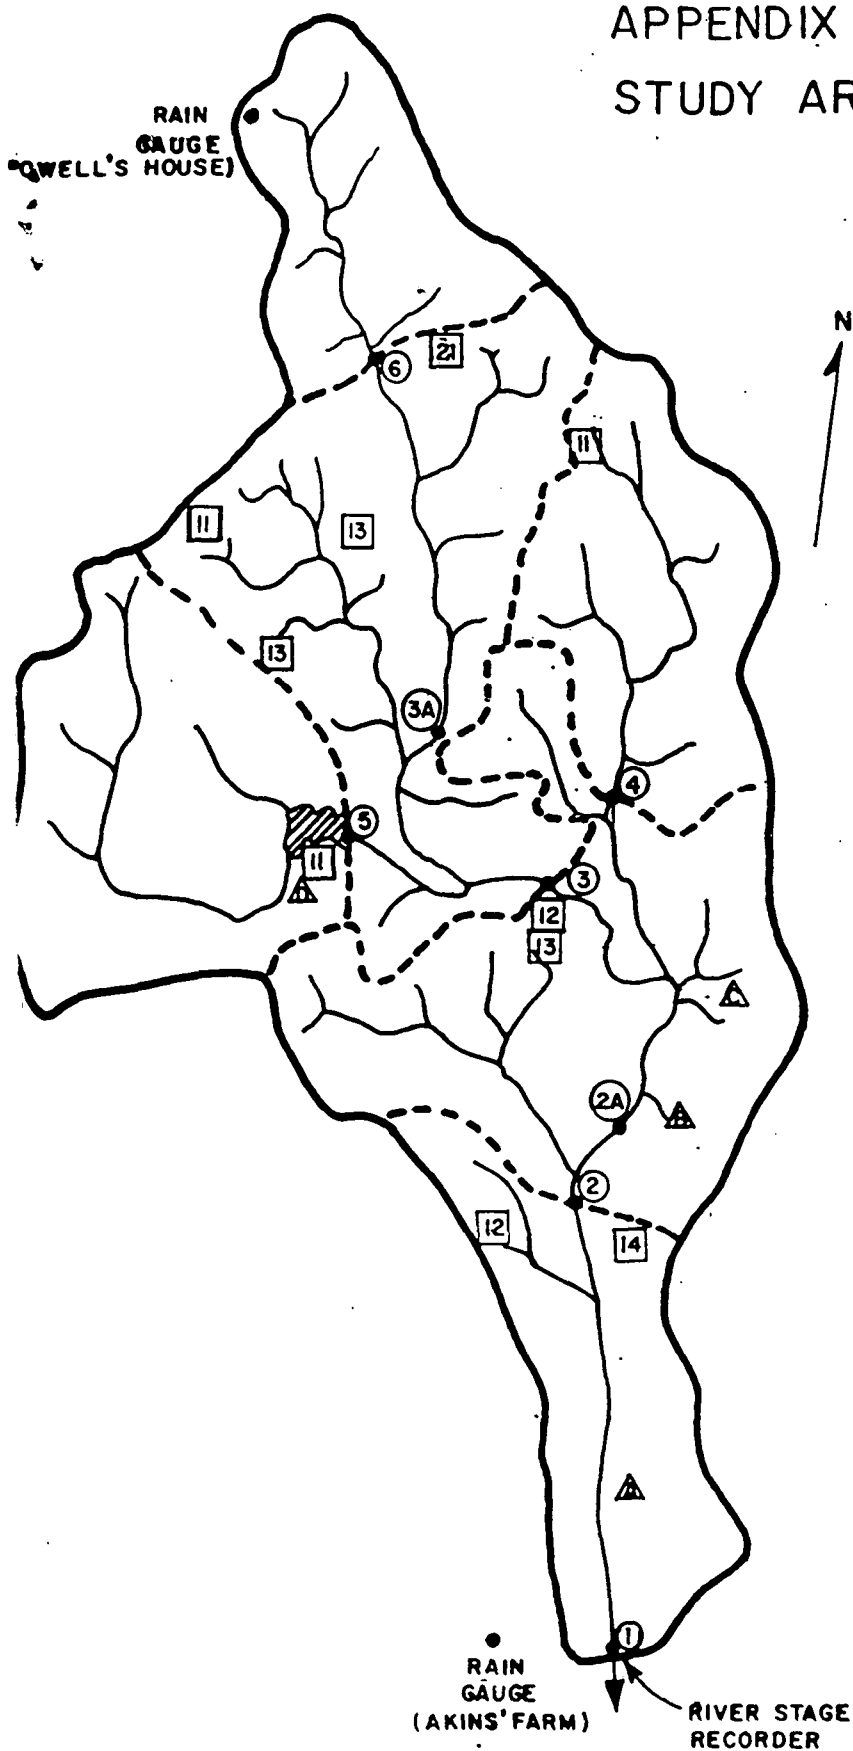 APPENDIX
STUDY AR
RAIN
GAUGE
OWELL'S HOUSE)
N
21
6
11
11
13
13
3A
4
5
11
3
12
13
C
2A
B
2
12
14
1
RAIN
GAUGE
(AKINS' FARM)
RIVER STAGE
RECORDER